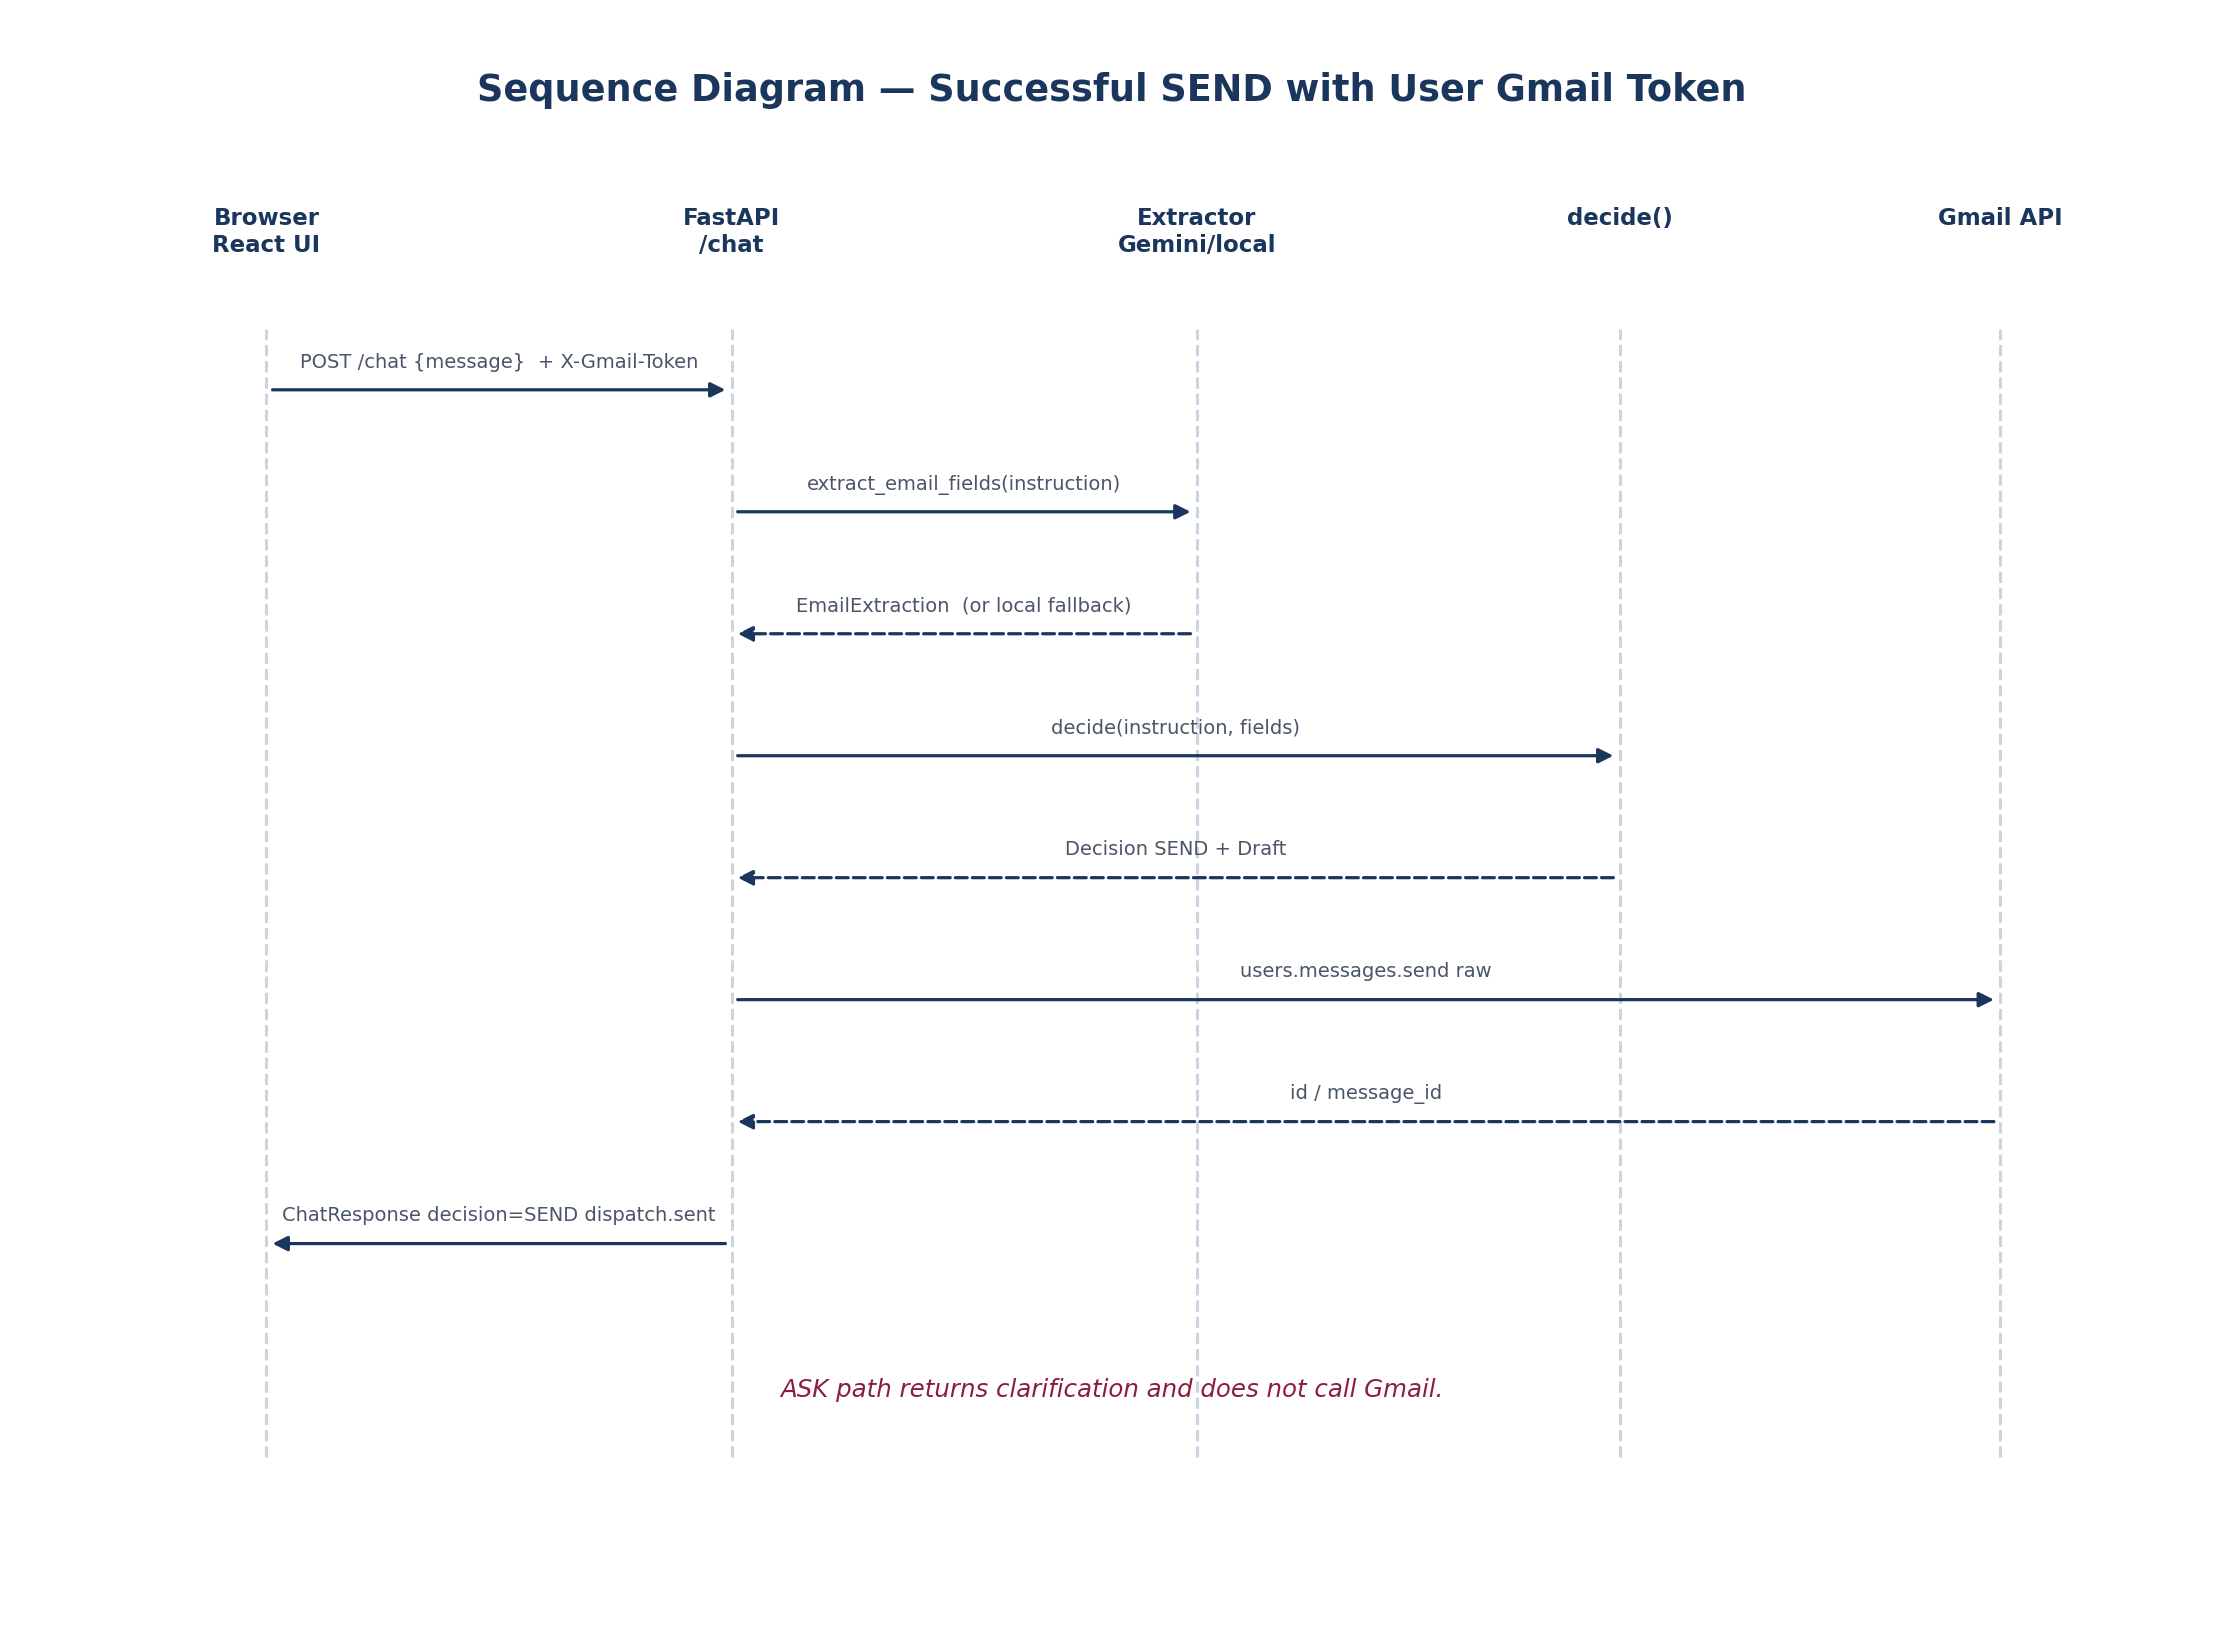 Sequence Diagram — Successful SEND with User Gmail Token
Browser
React UI
FastAPI
/chat
Extractor
Gemini/local
decide()
Gmail API
POST /chat {message}  + X-Gmail-Token
extract_email_fields(instruction)
EmailExtraction  (or local fallback)
decide(instruction, fields)
Decision SEND + Draft
users.messages.send raw
id / message_id
ChatResponse decision=SEND dispatch.sent
ASK path returns clarification and does not call Gmail.